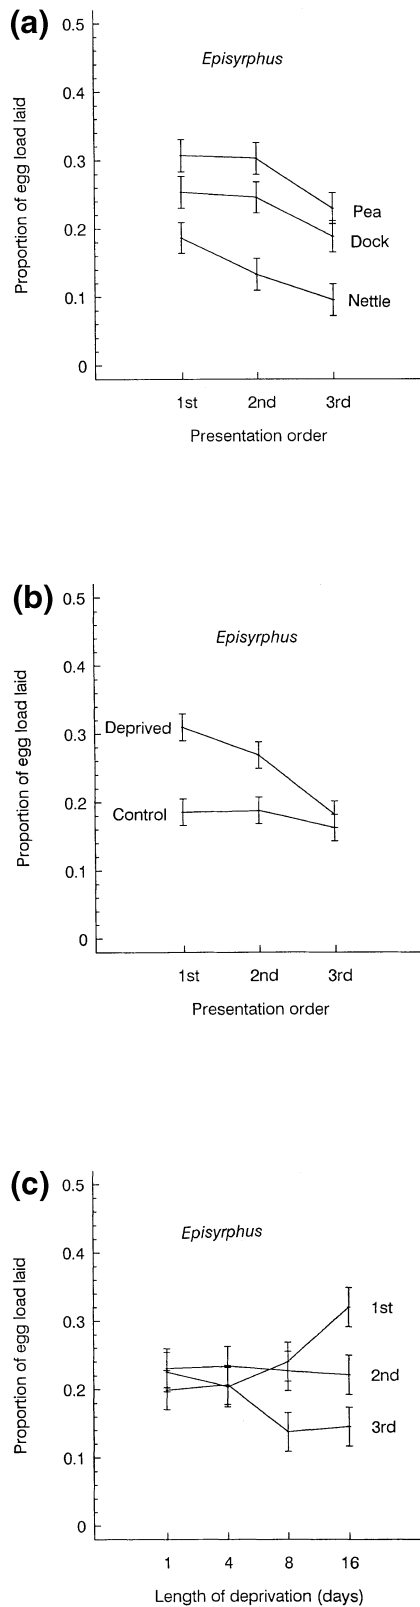 (a)
0.5
Episyrphus
0.4
0.3
0.2
0.1
0
Proportion of egg load laid
Pea
Dock
Nettle
1st 2nd 3rd
Presentation order
(b)
0.5
Episyrphus
0.4
0.3
0.2
0.1
0
Proportion of egg load laid
Deprived
Control
1st 2nd 3rd
Presentation order
(c)
0.5
Episyrphus
0.4
0.3
0.2
0.1
0
Proportion of egg load laid
1st
2nd
3rd
1 4 8 16
Length of deprivation (days)